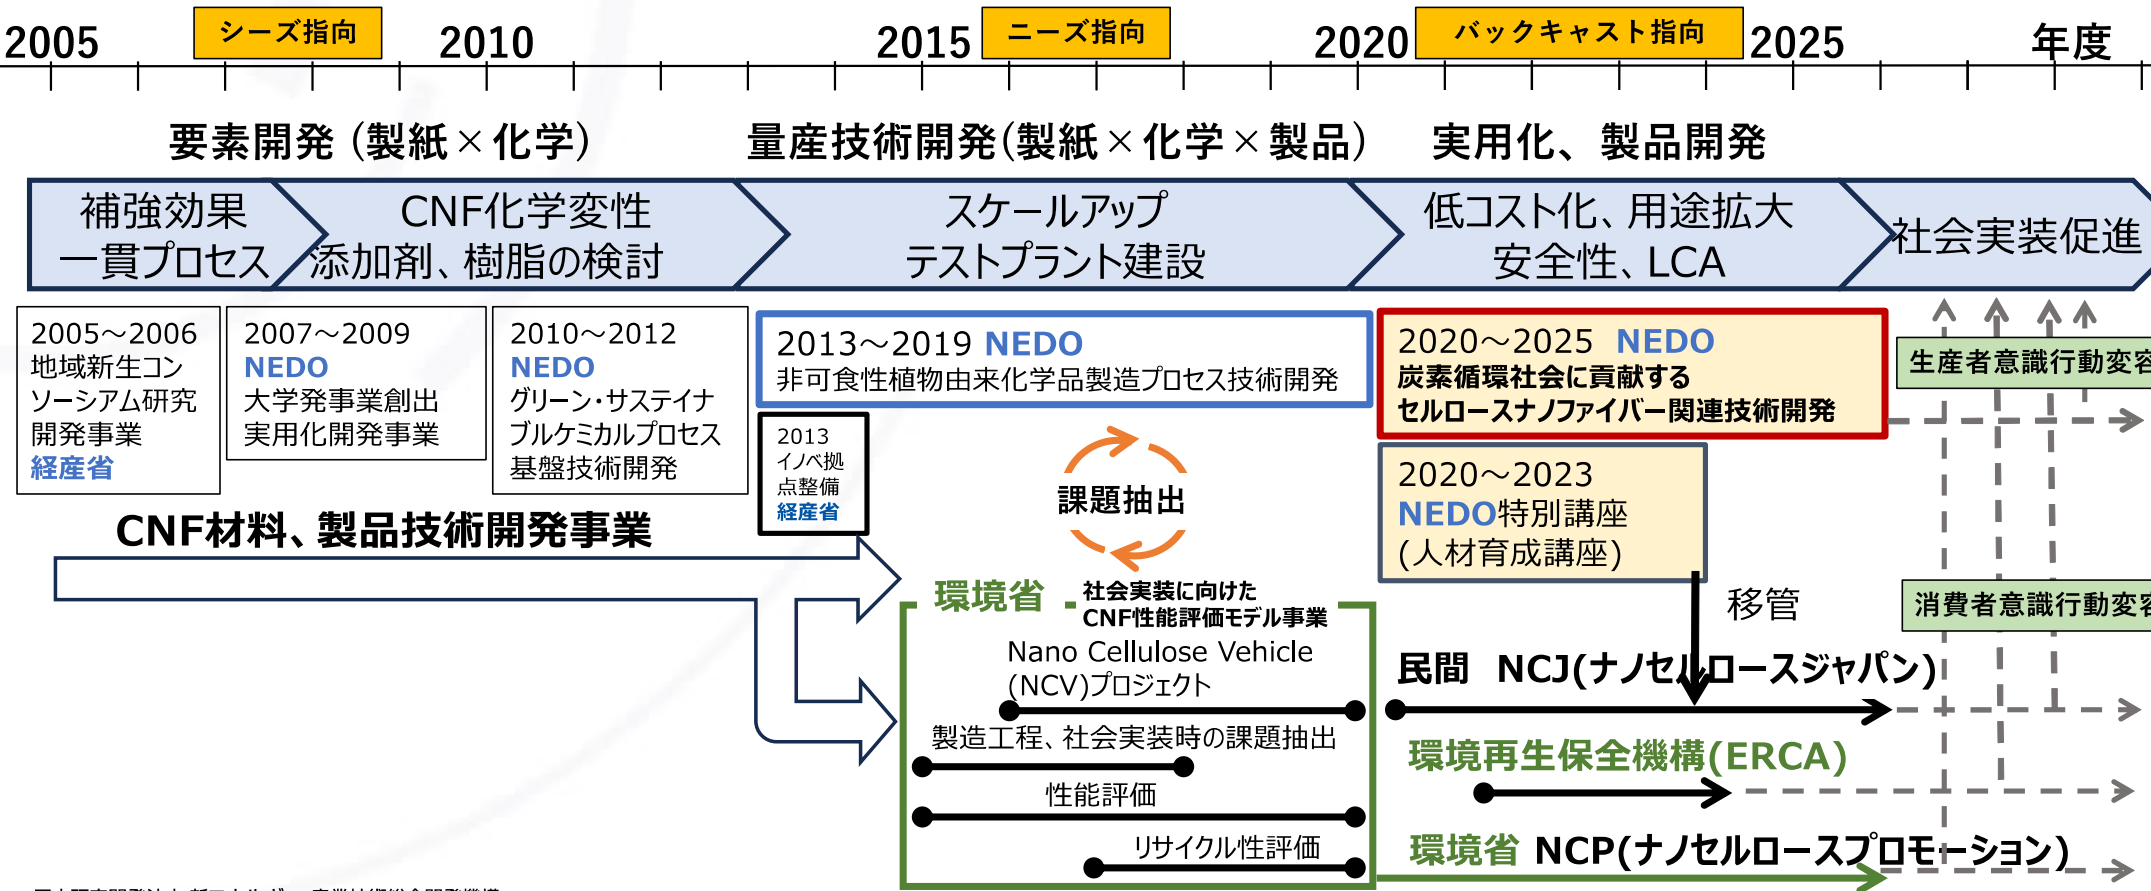 シーズ指向
ニーズ指向
バックキャスト指向
2005
2010
2015
2020
2025
年度
要素開発 (製紙×化学)
量産技術開発(製紙×化学×製品)
実用化、製品開発
補強効果
一貫プロセス
CNF化学変性
添加剤、樹脂の検討
スケールアップ
テストプラント建設
低コスト化、用途拡大
安全性、LCA
社会実装促進
2005～2006
地域新生コン
ソーシアム研究
開発事業
経産省
2007～2009
NEDO
大学発事業創出
実用化開発事業
2010～2012
NEDO
グリーン・サステイナ
ブルケミカルプロセス
基盤技術開発
2013～2019 NEDO
非可食性植物由来化学品製造プロセス技術開発
2013
イノベ拠
点整備
経産省
課題抽出
2020～2025 NEDO
炭素循環社会に貢献する
セルロースナノファイバー関連技術開発
2020～2023
NEDO特別講座
(人材育成講座)
移管
生産者意識行動変容
消費者意識行動変容
CNF材料、製品技術開発事業
環境省
社会実装に向けた
CNF性能評価モデル事業
Nano Cellulose Vehicle
(NCV)プロジェクト
製造工程、社会実装時の課題抽出
性能評価
リサイクル性評価
民間 NCJ(ナノセルロースジャパン)
環境再生保全機構(ERCA)
環境省 NCP(ナノセルロースプロモーション)